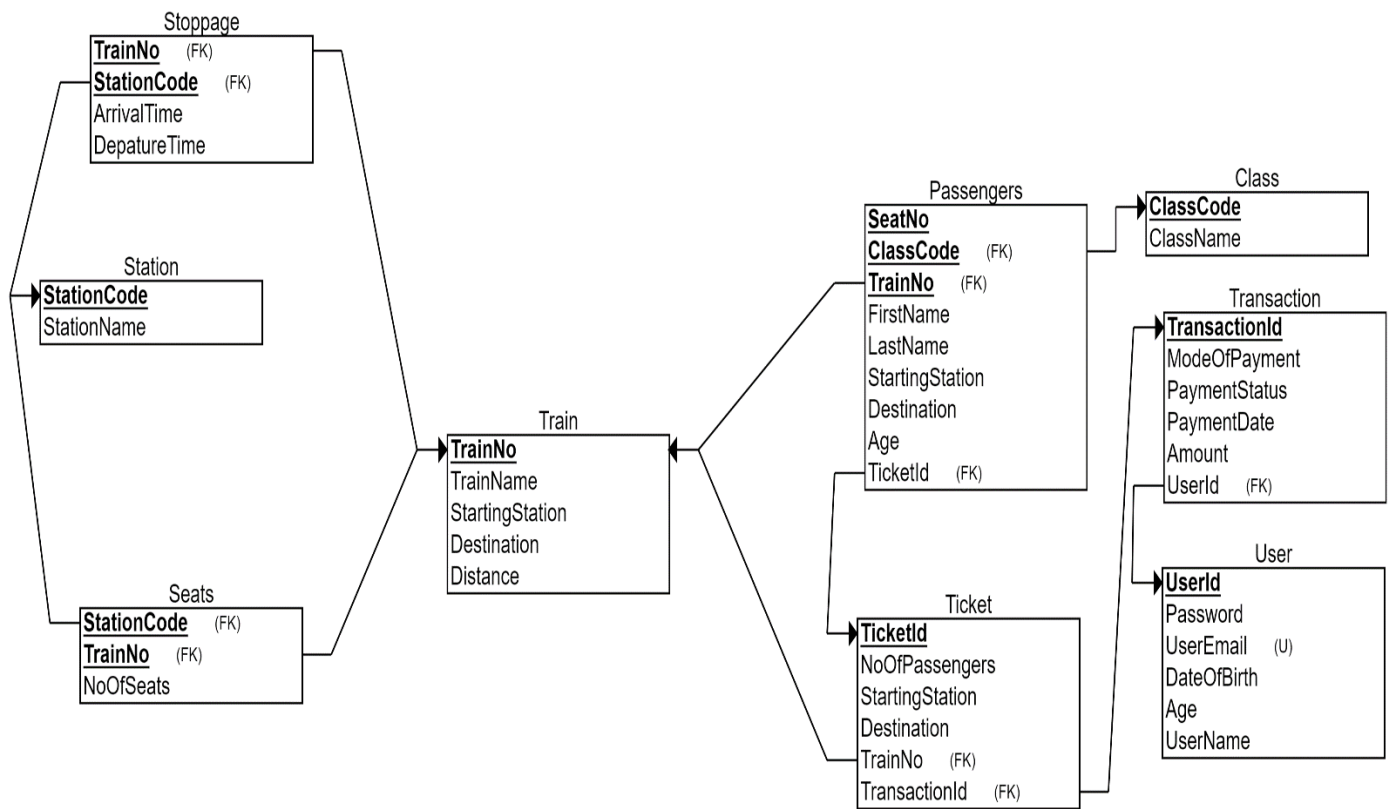 Stoppage
TrainNo (FK)
StationCode (FK)
ArrivalTime
DepatureTime
Station
StationCode
StationName
Seats
StationCode (FK)
TrainNo (FK)
NoOfSeats
Train
TrainNo
TrainName
StartingStation
Destination
Distance
Passengers
SeatNo
ClassCode (FK)
TrainNo (FK)
FirstName
LastName
StartingStation
Destination
Age
TicketId (FK)
Ticket
TicketId
NoOfPassengers
StartingStation
Destination
TrainNo (FK)
TransactionId (FK)
Class
ClassCode
ClassName
Transaction
TransactionId
ModeOfPayment
PaymentStatus
PaymentDate
Amount
UserId (FK)
User
UserId
Password
UserEmail (U)
DateOfBirth
Age
UserName